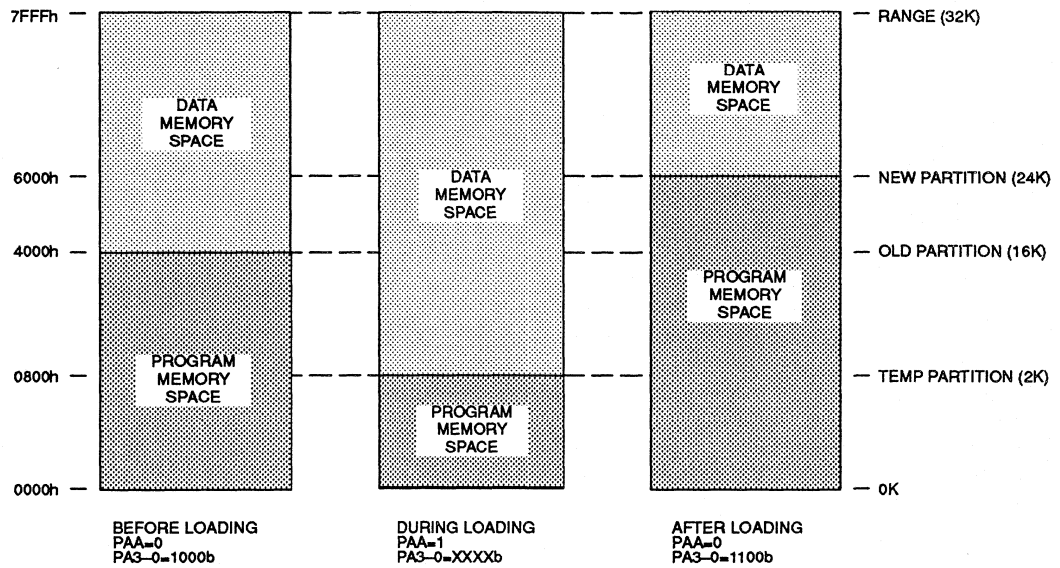 7FFFh
RANGE (32K)
DATA
MEMORY
SPACE
DATA
MEMORY
SPACE
6000h
DATA
MEMORY
SPACE
NEW PARTITION (24K)
4000h
OLD PARTITION (16K)
PROGRAM
MEMORY
SPACE
PROGRAM
MEMORY
SPACE
0800h
TEMP PARTITION (2K)
PROGRAM
MEMORY
SPACE
0000h
0K
BEFORE LOADING
PAA=0
PA3–0=1000b
DURING LOADING
PAA=1
PA3–0=XXXXb
AFTER LOADING
PAA=0
PA3–0=1100b